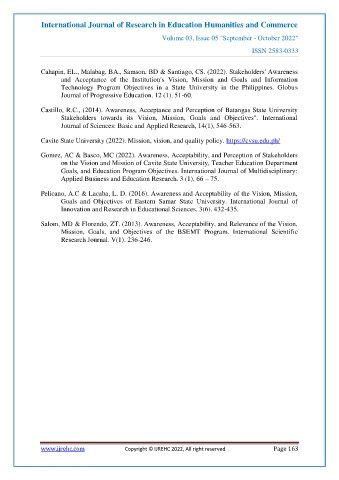 International Journal of Research in Education Humanities and Commerce
Volume 03, Issue 05 "September - October 2022"
ISSN 2583-0333
Cahapin, EL., Malabag, BA., Samson, BD & Santiago, CS. (2022). Stakeholders' Awareness
and Acceptance of the Institution's Vision, Mission and Goals and Information
Technology Program Objectives in a State University in the Philippines. Globus
Journal of Progressive Education. 12 (1). 51-60.
Castillo, R.C., (2014). Awareness, Acceptance and Perception of Batangas State University
Stakeholders towards its Vision, Mission, Goals and Objectives". International
Journal of Sciences: Basic and Applied Research, 14(1), 546-563.
Cavite State University (2022). Mission, vision, and quality policy. https://cvsu.edu.ph/
Gomez, AC & Basco, MC (2022). Awareness, Acceptability, and Perception of Stakeholders
on the Vision and Mission of Cavite State University, Teacher Education Department
Goals, and Education Program Objectives. International Journal of Multidisciplinary:
Applied Business and Education Research. 3 (1), 66 – 75.
Pelicano, A.C & Lacaba, L. D. (2016). Awareness and Acceptability of the Vision, Mission,
Goals and Objectives of Eastern Samar State University. International Journal of
Innovation and Research in Educational Sciences. 3(6). 432-435.
Salom, MD & Florendo, ZT. (2013). Awareness, Acceptability, and Relevance of the Vision,
Mission, Goals, and Objectives of the BSEMT Program. International Scientific
Research Journal. V(1). 236-246.
www.ijrehc.com Copyright © IJREHC 2022, All right reserved Page 163